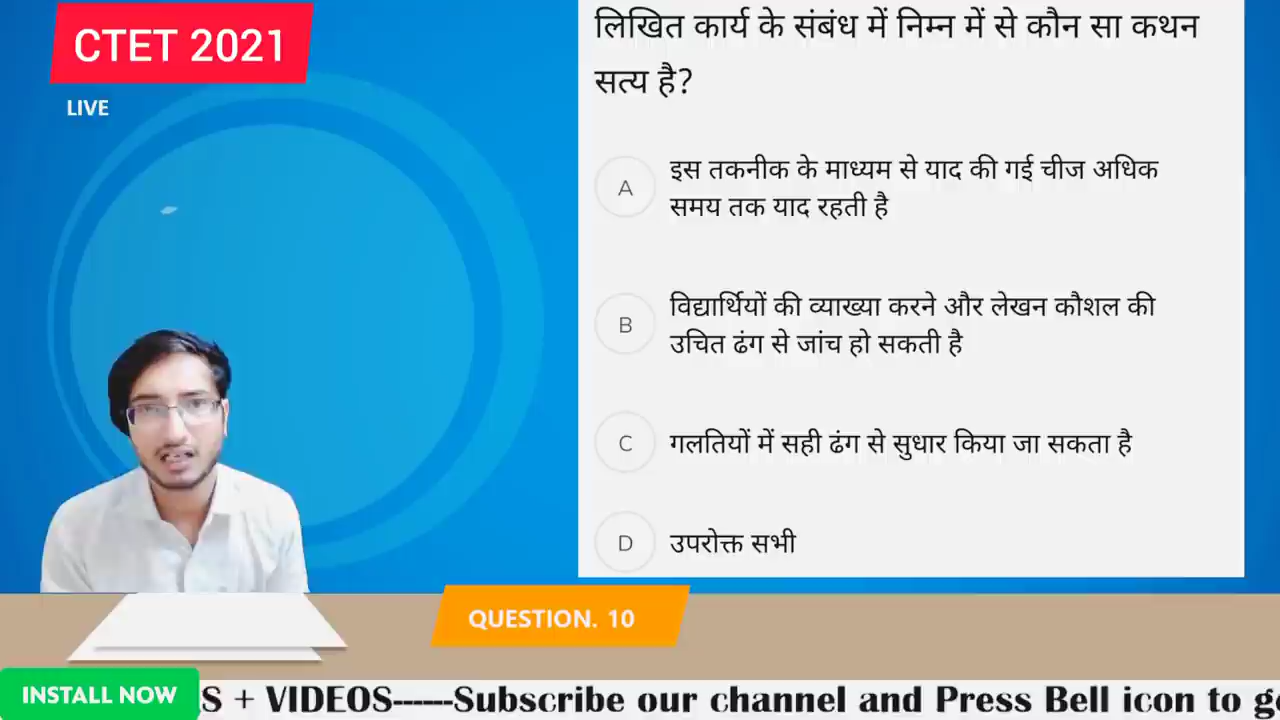 CTET 2021
LIVE
लिखित कार्य के संबंध में निम्न में से कौन सा कथन
सत्य है?
A
इस तकनीक के माध्यम से याद की गई चीज अधिक
समय तक याद रहती है
B
विद्यार्थियों की व्याख्या करने और लेखन कौशल की
उचित ढंग से जांच हो सकती है
C
गलतियों में सही ढंग से सुधार किया जा सकता है
D
उपरोक्त सभी
QUESTION. 10
INSTALL NOW
S + VIDEOS------Subscribe our channel and Press Bell icon to